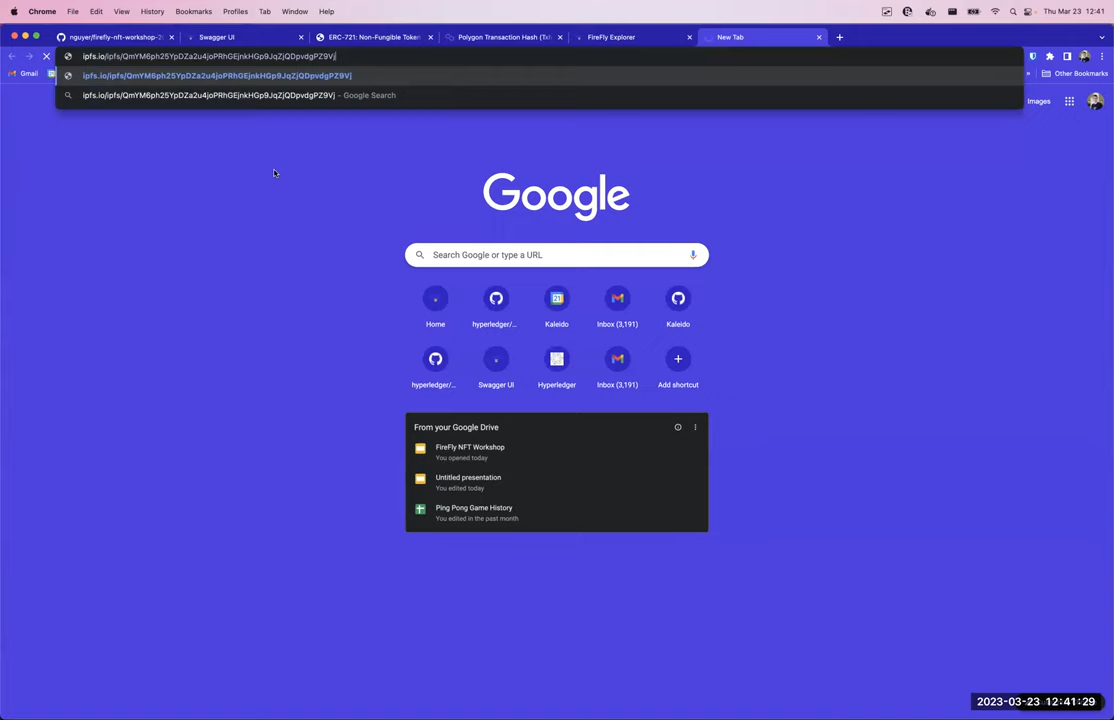 Chrome File Edit View History Bookmarks Profiles Tab Window Help Thu Mar 23 12:41
nguyer/firefly-nft-workshop-2 Swagger UI ERC-721: Non-Fungible Token Polygon Transaction Hash (Txh FireFly Explorer New Tab
ipfs.io/ipfs/QmYM6ph25YpDZa2u4joPRhGEjnkHGp9JqZjQDpvdgPZ9Vj
Gmail ipfs.io/ipfs/QmYM6ph25YpDZa2u4joPRhGEjnkHGp9JqZjQDpvdgPZ9Vj » Other Bookmarks
ipfs.io/ipfs/QmYM6ph25YpDZa2u4joPRhGEjnkHGp9JqZjQDpvdgPZ9Vj – Google Search Images
Google
Search Google or type a URL
Home hyperledger/... Kaleido Inbox (3,191) Kaleido
hyperledger/... Swagger UI Hyperledger Inbox (3,191) Add shortcut
From your Google Drive
FireFly NFT Workshop
You opened today
Untitled presentation
You edited today
Ping Pong Game History
You edited in the past month
2023-03-23 12:41:29